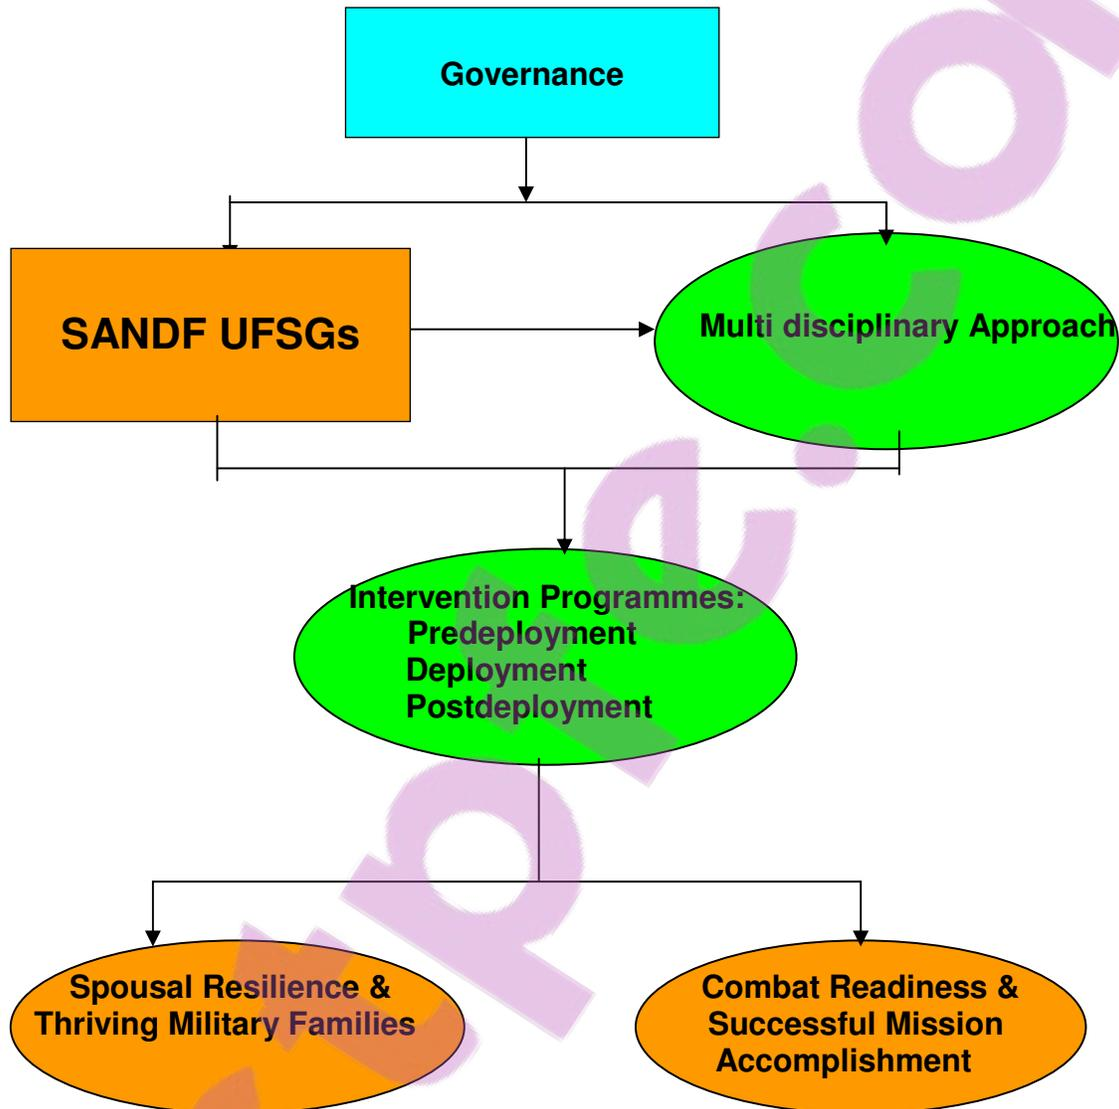 Governance
SANDF UFSGs
Multi disciplinary Approach
Intervention Programmes:
Predeployment
Deployment
Postdeployment
Spousal Resilience &
Thriving Military Families
Combat Readiness &
Successful Mission
Accomplishment